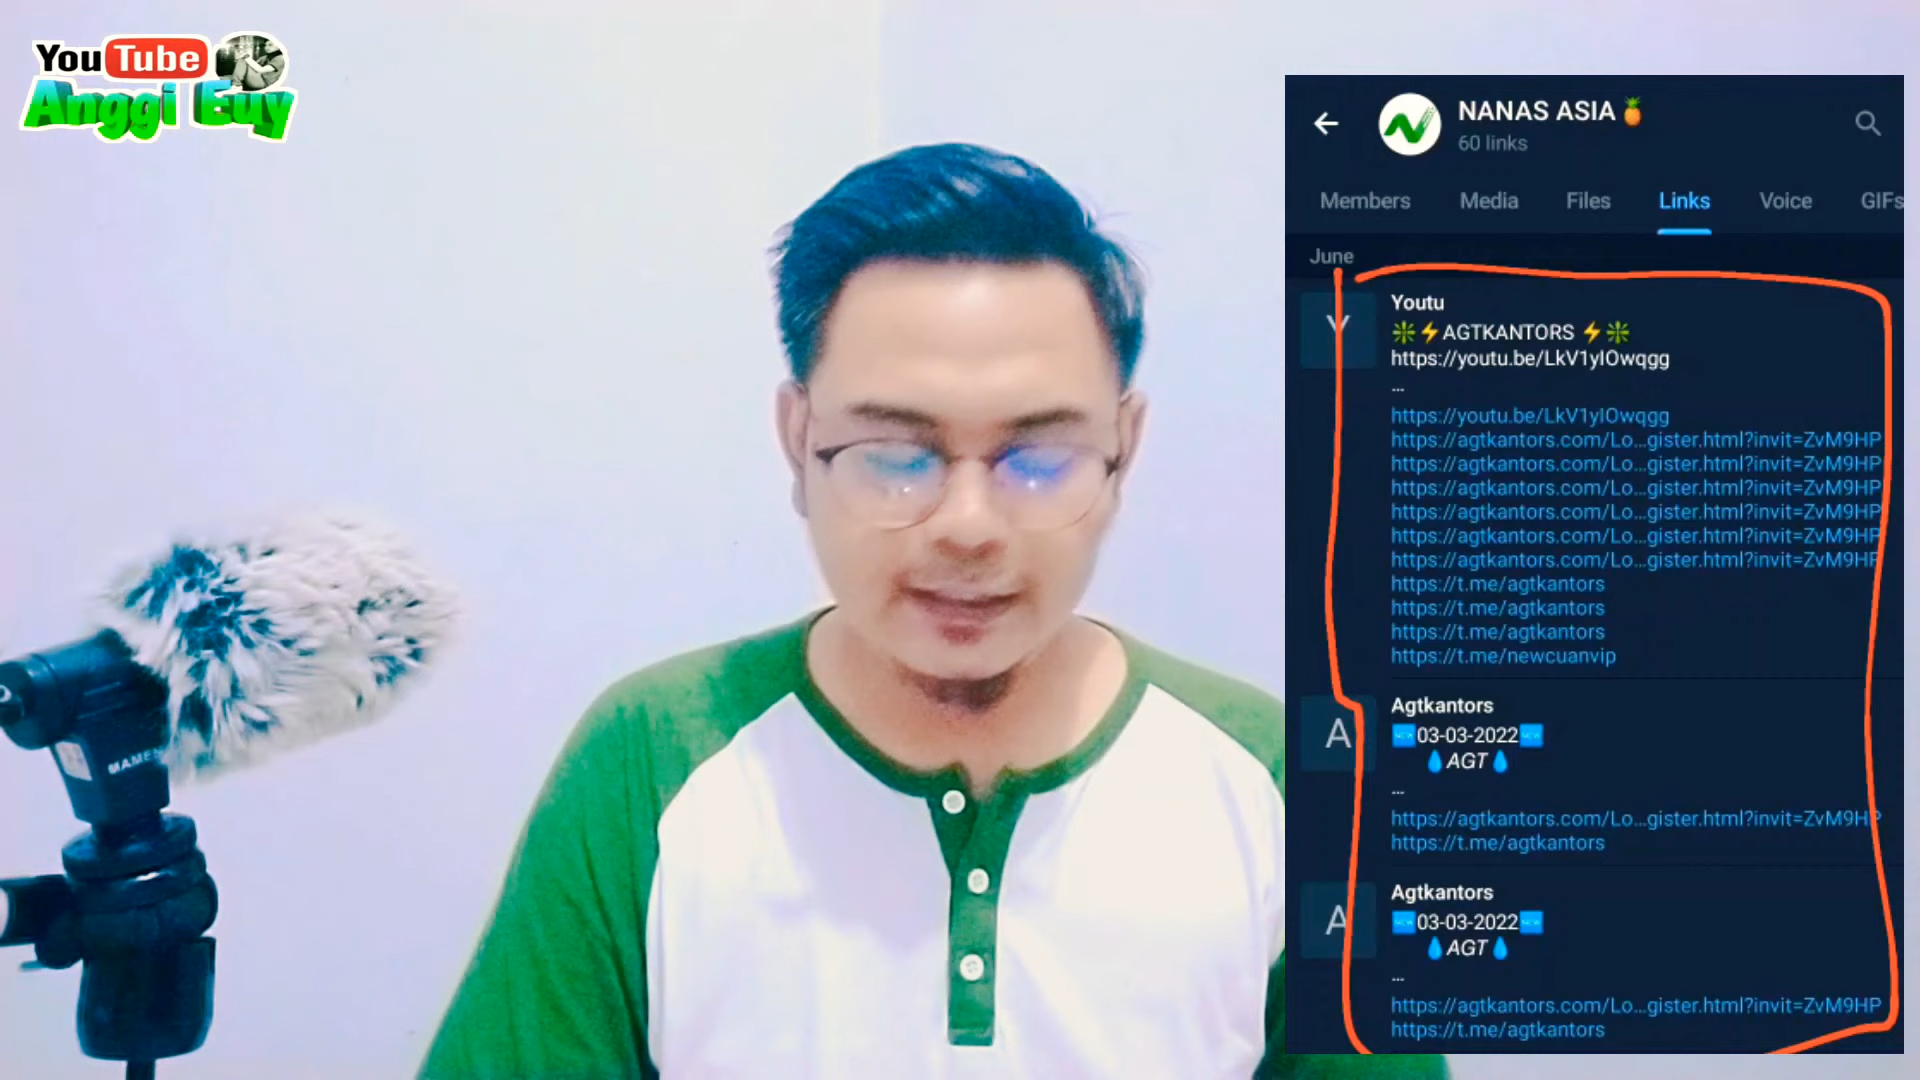 YouTube
Anggi Euy
MAMEN
NANAS ASIA🍍
60 links
Members Media Files Links Voice GIFs
June
Y
Youtu
❇️⚡AGTKANTORS ⚡❇️
https://youtu.be/LkV1yIOwqgg
...
https://youtu.be/LkV1yIOwqgg
https://agtkantors.com/Lo...gister.html?invit=ZvM9HP
https://agtkantors.com/Lo...gister.html?invit=ZvM9HP
https://agtkantors.com/Lo...gister.html?invit=ZvM9HP
https://agtkantors.com/Lo...gister.html?invit=ZvM9HP
https://agtkantors.com/Lo...gister.html?invit=ZvM9HP
https://agtkantors.com/Lo...gister.html?invit=ZvM9HP
https://t.me/agtkantors
https://t.me/agtkantors
https://t.me/agtkantors
https://t.me/newcuanvip
A
Agtkantors
🆕03-03-2022🆕
💧AGT💧
...
https://agtkantors.com/Lo...gister.html?invit=ZvM9HP
https://t.me/agtkantors
A
Agtkantors
🆕03-03-2022🆕
💧AGT💧
...
https://agtkantors.com/Lo...gister.html?invit=ZvM9HP
https://t.me/agtkantors